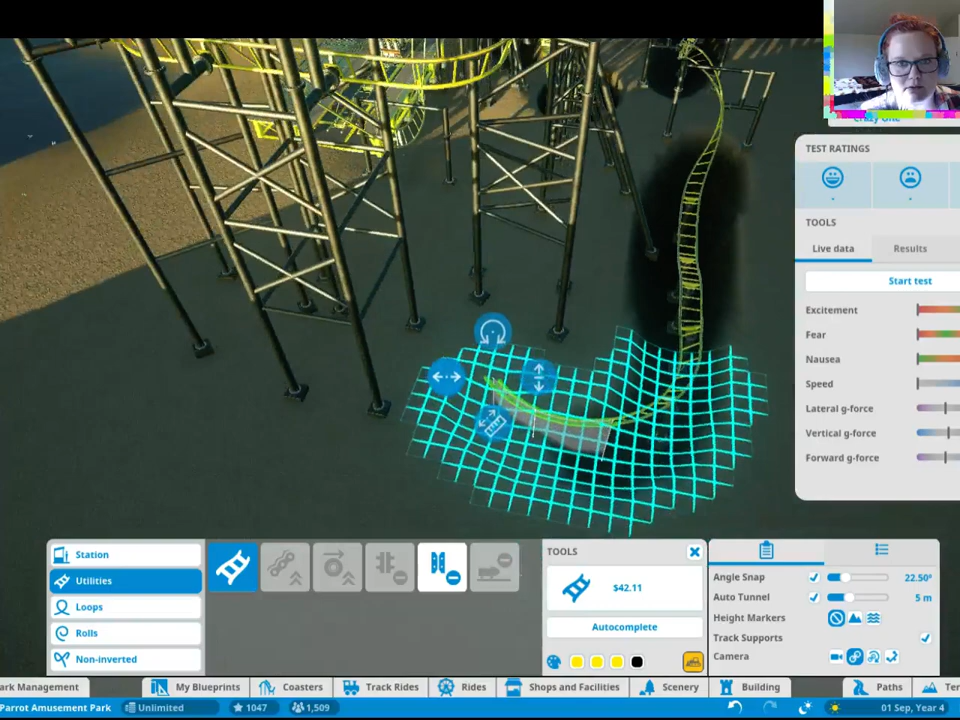 Crazy One
TEST RATINGS
- -
TOOLS
Live data Results
Start test
Excitement
Fear
Nausea
Speed
Lateral g-force
Vertical g-force
Forward g-force
Station
Utilities
Loops
Rolls
Non-inverted
TOOLS
$42.11
Autocomplete
Angle Snap 22.50°
Auto Tunnel 5 m
Height Markers
Track Supports
Camera
ark Management My Blueprints Coasters Track Rides Rides Shops and Facilities Scenery Building Paths Ter
Parrot Amusement Park Unlimited 1047 1,509 01 Sep, Year 4